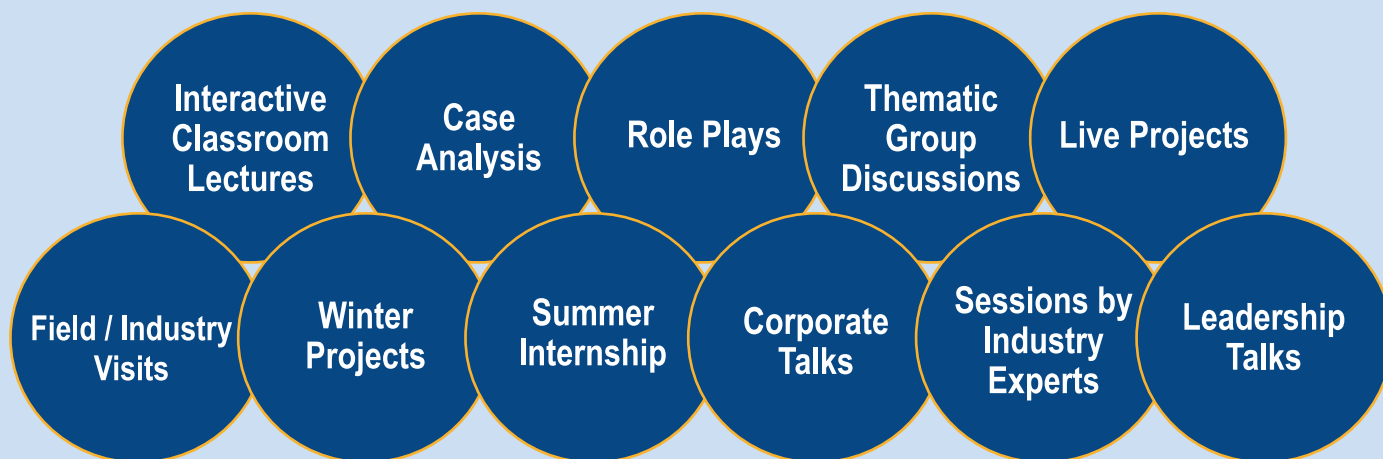 Interactive
Classroom
Lectures
Case
Analysis
Role Plays
Thematic
Group
Discussions
Live Projects
Field / Industry
Visits
Winter
Projects
Summer
Internship
Corporate
Talks
Sessions by
Industry
Experts
Leadership
Talks